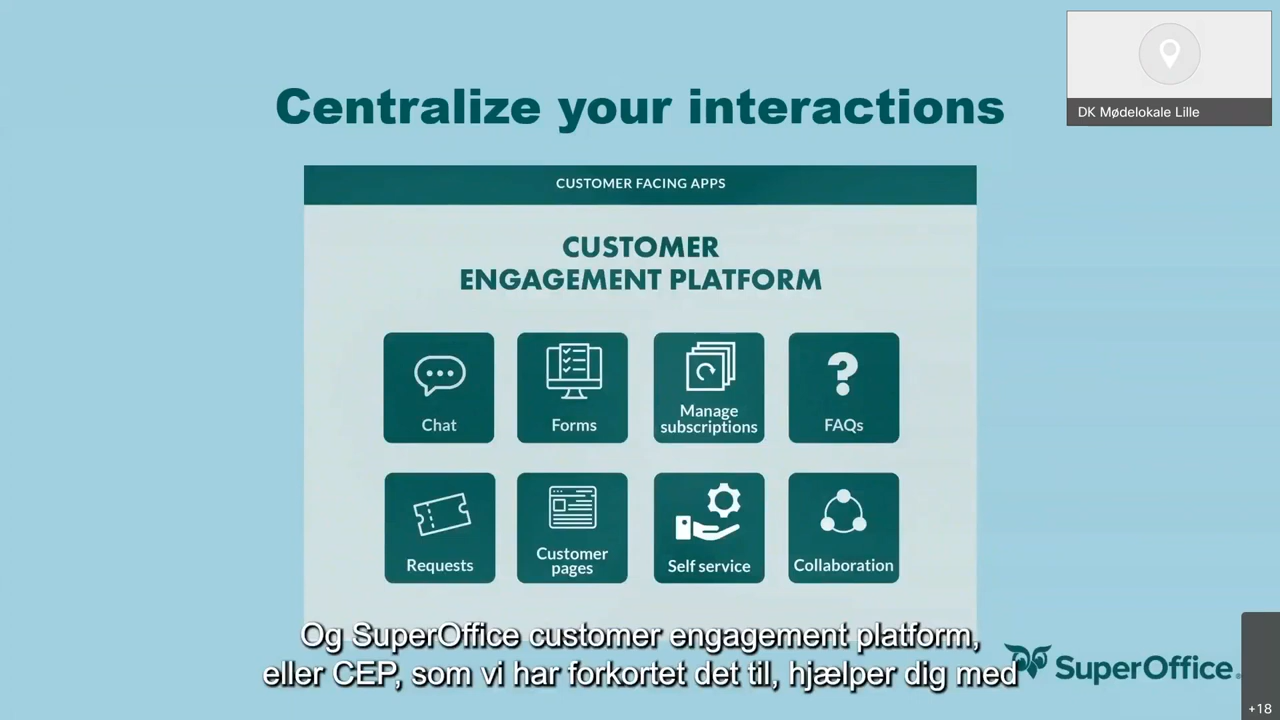 Centralize your interactions
DK Mødelokale Lille
CUSTOMER FACING APPS
CUSTOMER
ENGAGEMENT PLATFORM
Chat
Forms
Manage
subscriptions
FAQs
Requests
Customer
pages
Self service
Collaboration
Og SuperOffice customer engagement platform,
eller CEP, som vi har forkortet det til, hjælper dig med
SuperOffice.
+18